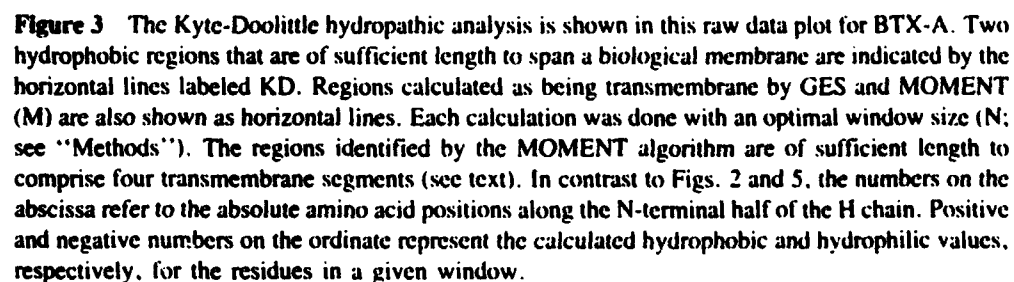 Figure 3 The Kyte-Doolittle hydropathic analysis is shown in this raw data plot for BTX-A. Two
hydrophobic regions that are of sufficient length to span a biological membrane are indicated by the
horizontal lines labeled KD. Regions calculated as being transmembrane by GES and MOMENT
(M) are also shown as horizontal lines. Each calculation was done with an optimal window size (N;
see "Methods"). The regions identified by the MOMENT algorithm are of sufficient length to
comprise four transmembrane segments (see text). In contrast to Figs. 2 and 5, the numbers on the
abscissa refer to the absolute amino acid positions along the N-terminal half of the H chain. Positive
and negative numbers on the ordinate represent the calculated hydrophobic and hydrophilic values,
respectively, for the residues in a given window.